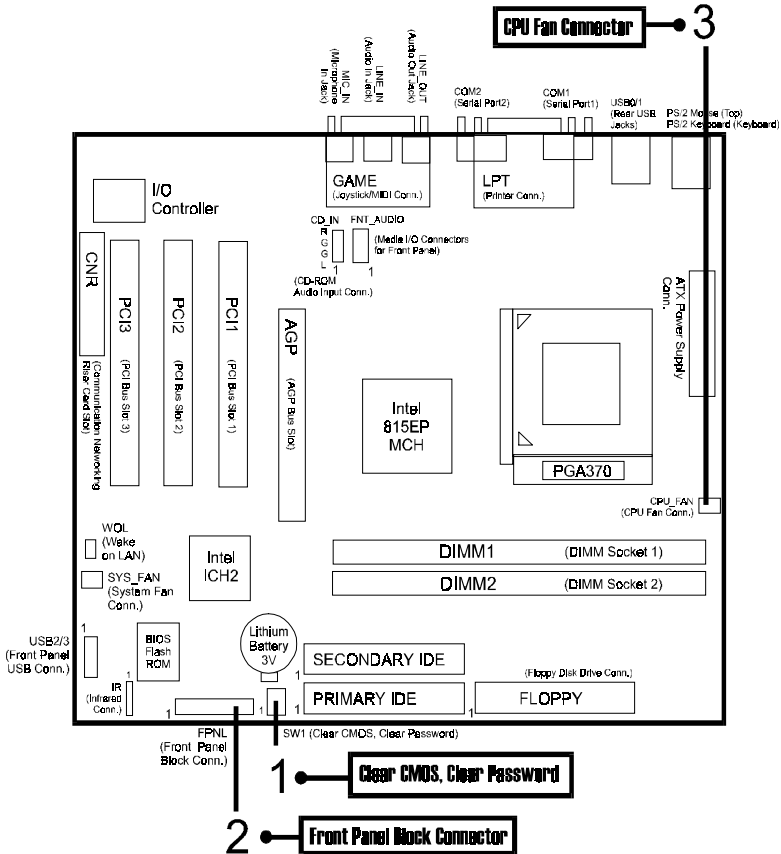 CPU Fan Connector 3
MIC_IN
(Microphone
In Jack)
LINE_IN
(Audio In Jack)
LINE_OUT
(Audio Out Jack)
COM2
(Serial Port2)
COM1
(Serial Port1)
USB0/1
(Rear USB
Jacks)
PS/2 Mouse (Top)
PS/2 Keyboard (Keyboard)
I/O
Controller
GAME
(Joystick/MIDI Conn.)
LPT
(Printer Conn.)
CD_IN
R
G
G
L
1
(CD-ROM
Audio Input Conn.)
FNT_AUDIO
1
(Media I/O Connectors
for Front Panel)
CNR
(Communication Networking
Riser Card Slot)
PCI3
(PCI Bus Slot 3)
PCI2
(PCI Bus Slot 2)
PCI1
(PCI Bus Slot 1)
AGP
(AGP Bus Slot)
ATX Power Supply
Conn.
Intel
815EP
MCH
PGA370
CPU_FAN
(CPU Fan Conn.)
WOL
(Wake
on LAN)
SYS_FAN
(System Fan
Conn.)
Intel
ICH2
DIMM1 (DIMM Socket 1)
DIMM2 (DIMM Socket 2)
1
USB2/3
(Front Panel
USB Conn.)
BIOS
Flash
ROM
Lithium
Battery
3V
1
SECONDARY IDE
(Floppy Disk Drive Conn.)
IR
(Infrared
Conn.)
1
1
1
1
PRIMARY IDE
1
FLOPPY
FPNL
(Front Panel
Block Conn.)
SW1 (Clear CMOS, Clear Password)
1 Clear CMOS, Clear Password
2 Front Panel Block Connector